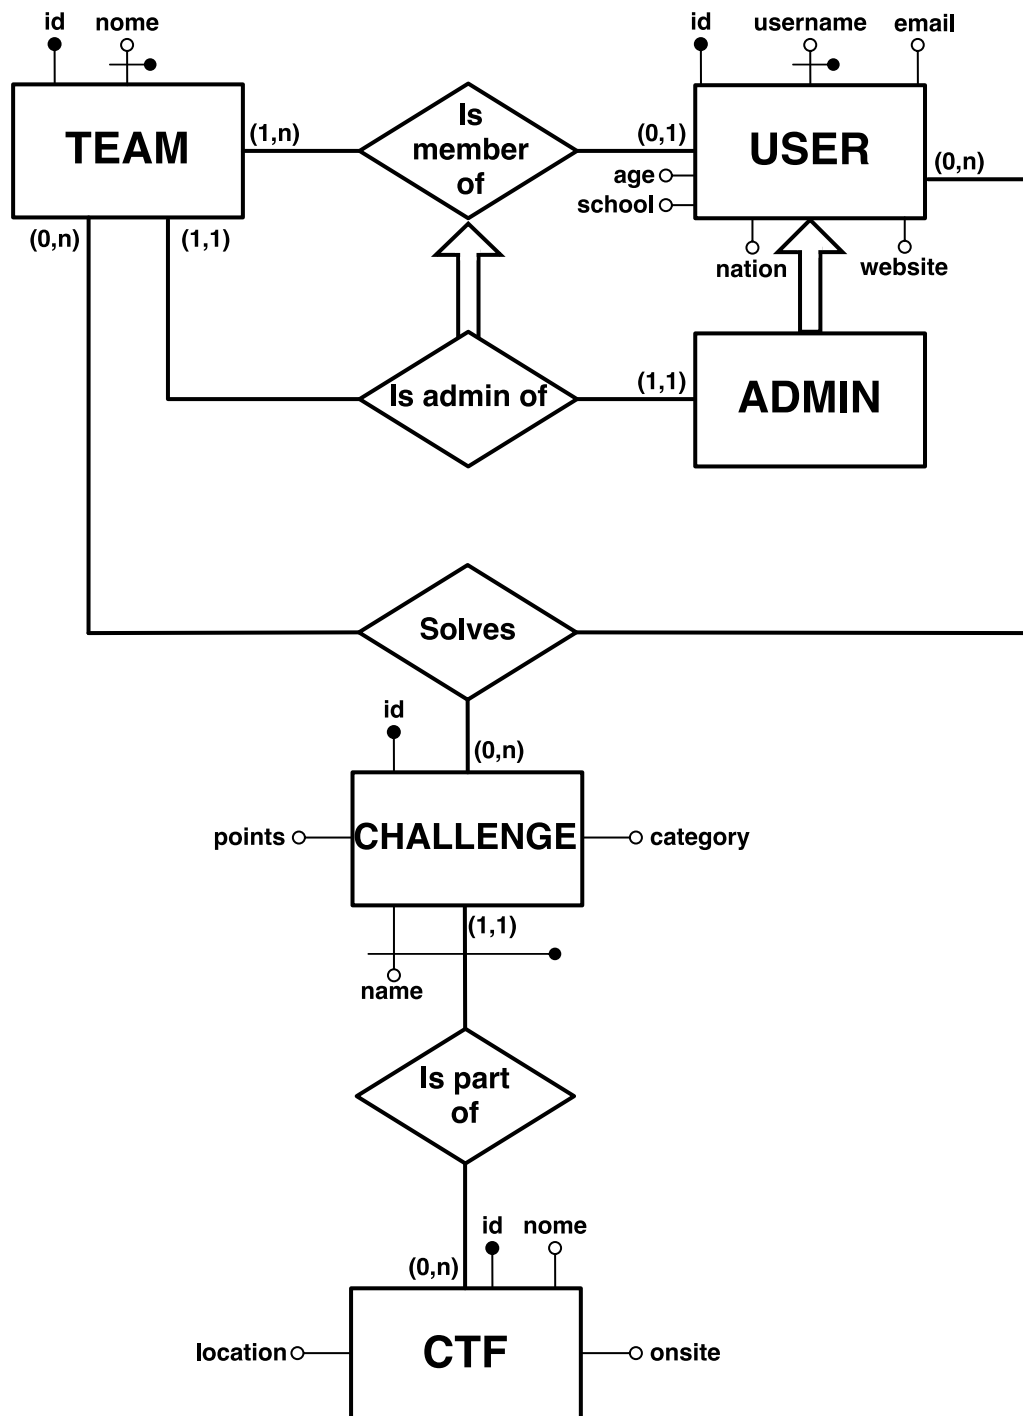 id
nome
id
username
email
TEAM
(1,n)
Is
member
of
(0,1)
USER
(0,n)
age
school
(0,n)
(1,1)
nation
website
Is admin of
(1,1)
ADMIN
Solves
id
(0,n)
points
CHALLENGE
category
(1,1)
name
Is part
of
id
nome
(0,n)
location
CTF
onsite